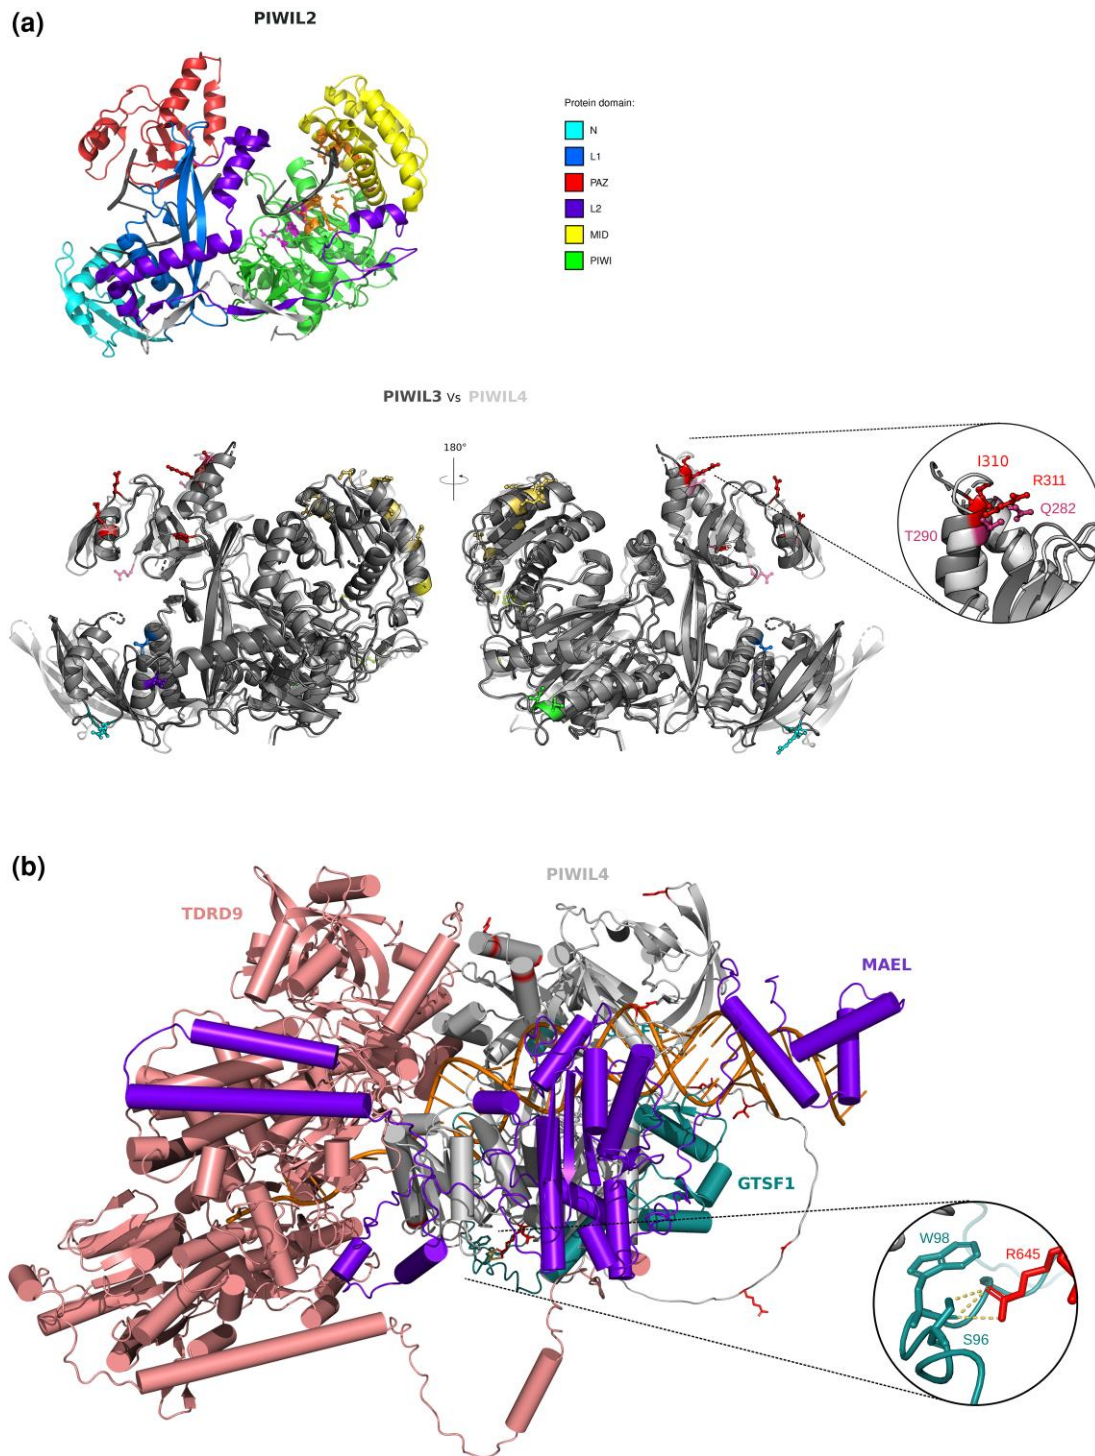 (a)
PIWIL2
Protein domain:
N
L1
PAZ
L2
MID
PIWI
PIWIL3 Vs PIWIL4
180°
I310
R311
Q282
T290
(b)
PIWIL4
TDRD9
MAEL
GTSF1
W98
R645
S96